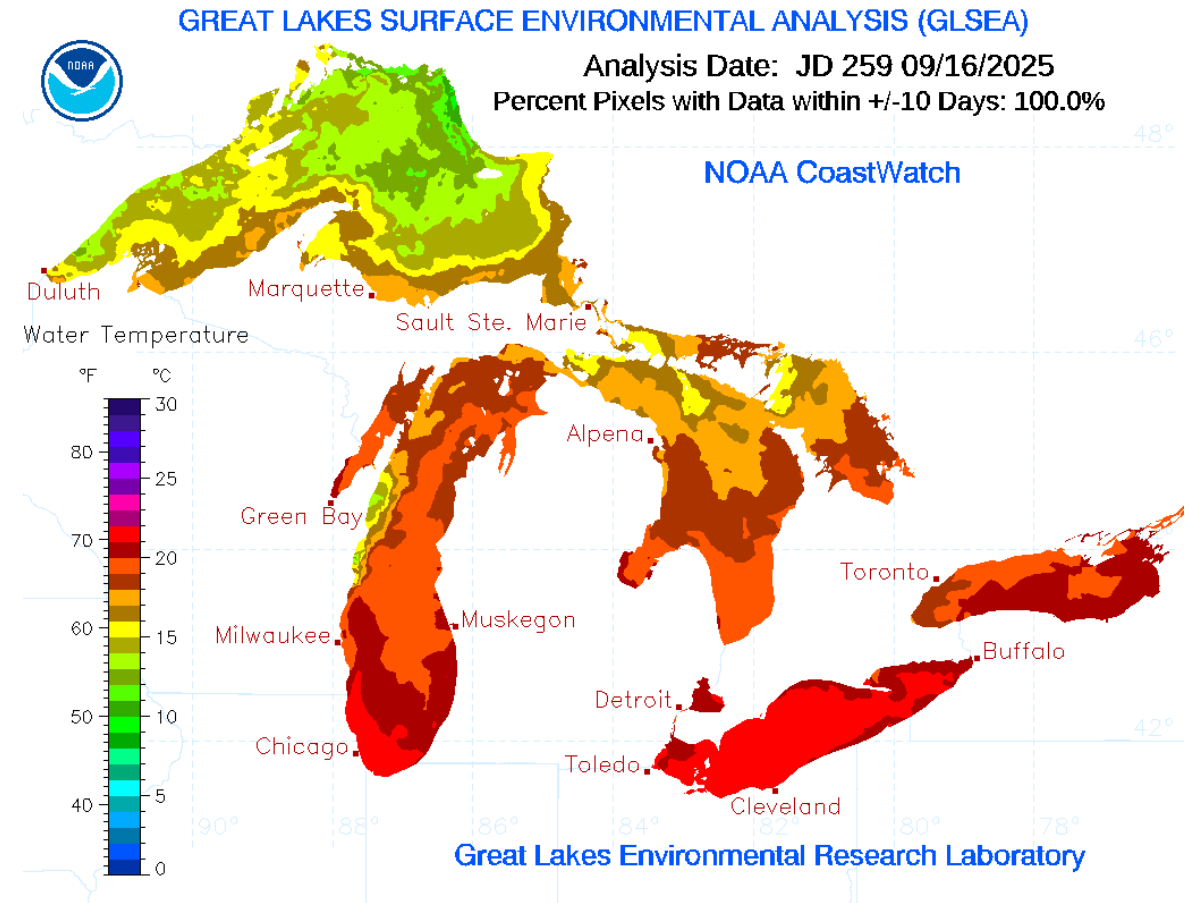 GREAT LAKES SURFACE ENVIRONMENTAL ANALYSIS (GLSEA)
NOAA
Analysis Date: JD 259 09/16/2025
Percent Pixels with Data within +/-10 Days: 100.0%
48°
NOAA CoastWatch
Duluth
Marquette
Sault Ste. Marie
Water Temperature
46°
°F °C
30
Alpena
80
25
Green Bay
70
20
Toronto
60
15
Muskegon
Milwaukee
Buffalo
Detroit
50
10
42°
Chicago
Toledo
5
40
Cleveland
90° 88° 86° 84° 82° 80° 78°
Great Lakes Environmental Research Laboratory
0